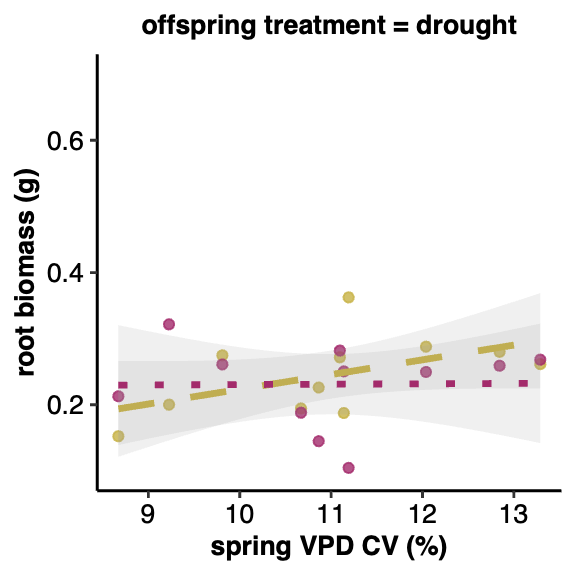 offspring treatment = drought
root biomass (g)
0.6
0.4
0.2
9 10 11 12 13
spring VPD CV (%)